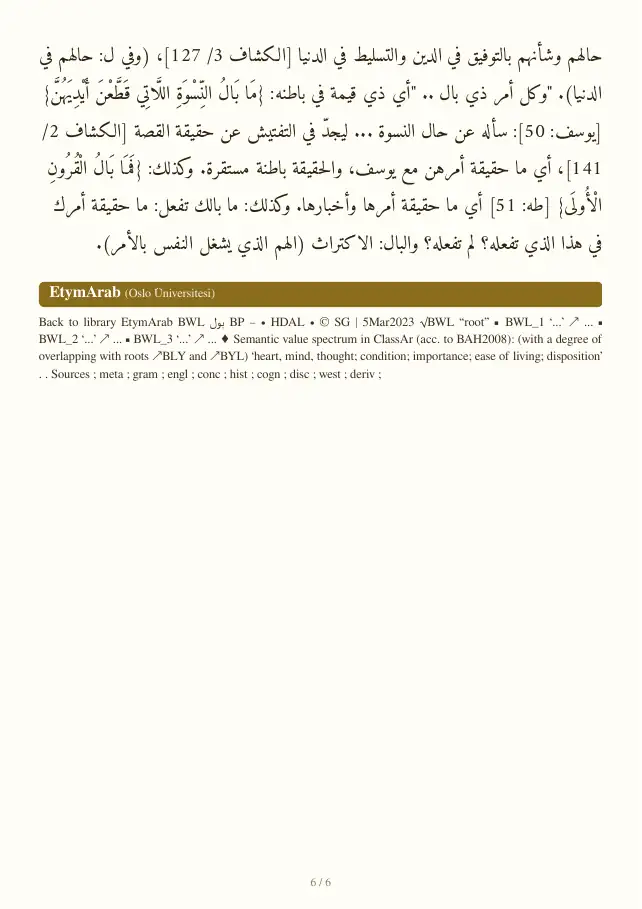 حالهم وشأنهم بالتوفيق في الدين والتسليط في الدنيا [الكشاف 3/ 127]، (وفي ل: حالهم في
الدنيا). "وكل أمر ذي بال .. "أي ذي قيمة في باطنه: {مَا بَالُ النِّسْوَةِ اللَّاتِي قَطَّعْنَ أَيْدِيَهُنَّ}
[يوسف: 50]: سأله عن حال النسوة ... ليجدّ في التفتيش عن حقيقة القصة [الكشاف 2/
141]، أي ما حقيقة أمرهن مع يوسف، والحقيقة باطنة مستقرة. وكذلك: {فَمَا بَالُ الْقُرُونِ
الْأُولَى} [طه: 51] أي ما حقيقة أمرها وأخبارها. وكذلك: ما بالك تفعل: ما حقيقة أمرك
في هذا الذي تفعله؟ لم تفعله؟ والبال: الاكتراث (الهم الذي يشغل النفس بالأمر).
EtymArab (Oslo Üniversitesi)
Back to library EtymArab BWL بول BP – • HDAL • © SG | 5Mar2023 √BWL “root” ▪ BWL_1 ‘...’ ↗ ... ▪
BWL_2 ‘...’ ↗ ... ▪ BWL_3 ‘...’ ↗ ... ♦ Semantic value spectrum in ClassAr (acc. to BAH2008): (with a degree of
overlapping with roots ↗BLY and ↗BYL) ‘heart, mind, thought; condition; importance; ease of living; disposition’
. . Sources ; meta ; gram ; engl ; conc ; hist ; cogn ; disc ; west ; deriv ;
6 / 6